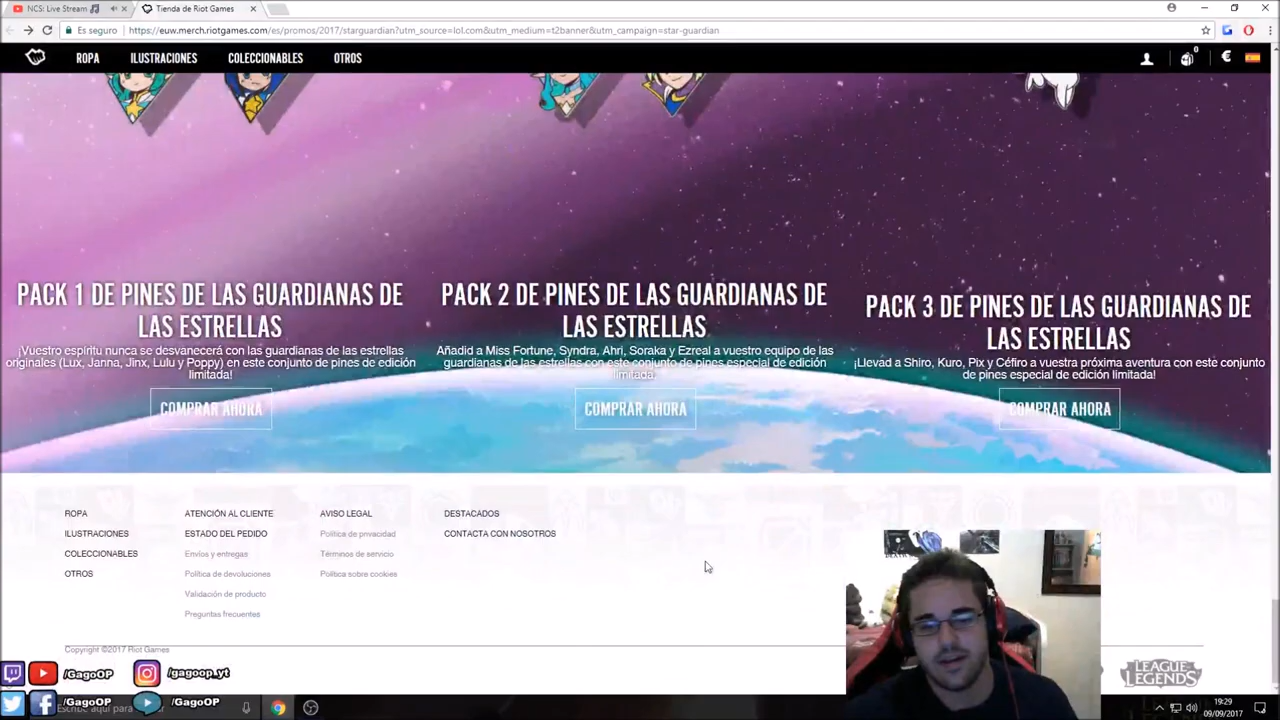 NCS: Live Stream
Tienda de Riot Games
Es seguro
https://euw.merch.riotgames.com/es/promos/2017/starguardian?utm_source=lol.com&utm_medium=t2banner&utm_campaign=star-guardian
ROPA
ILUSTRACIONES
COLECCIONABLES
OTROS
0
€
PACK 1 DE PINES DE LAS GUARDIANAS DE
LAS ESTRELLAS
¡Vuestro espíritu nunca se desvanecerá con las guardianas de las estrellas
originales (Lux, Janna, Jinx, Lulu y Poppy) en este conjunto de pines de edición
limitada!
COMPRAR AHORA
PACK 2 DE PINES DE LAS GUARDIANAS DE
LAS ESTRELLAS
Añadid a Miss Fortune, Syndra, Ahri, Soraka y Ezreal a vuestro equipo de las
guardianas de las estrellas con este conjunto de pines especial de edición
limitada.
COMPRAR AHORA
PACK 3 DE PINES DE LAS GUARDIANAS DE
LAS ESTRELLAS
¡Llevad a Shiro, Kuro, Pix y Céfiro a vuestra próxima aventura con este conjunto
de pines especial de edición limitada!
COMPRAR AHORA
ROPA
ILUSTRACIONES
COLECCIONABLES
OTROS
ATENCIÓN AL CLIENTE
ESTADO DEL PEDIDO
Envíos y entregas
Política de devoluciones
Validación de producto
Preguntas frecuentes
AVISO LEGAL
Política de privacidad
Términos de servicio
Política sobre cookies
DESTACADOS
CONTACTA CON NOSOTROS
Copyright ©2017 Riot Games
LEAGUE
LEGENDS
/GagoOP
/gagoop_yt
/GagoOP
/GagoOP
scribe aquí para
19:29
09/09/2017